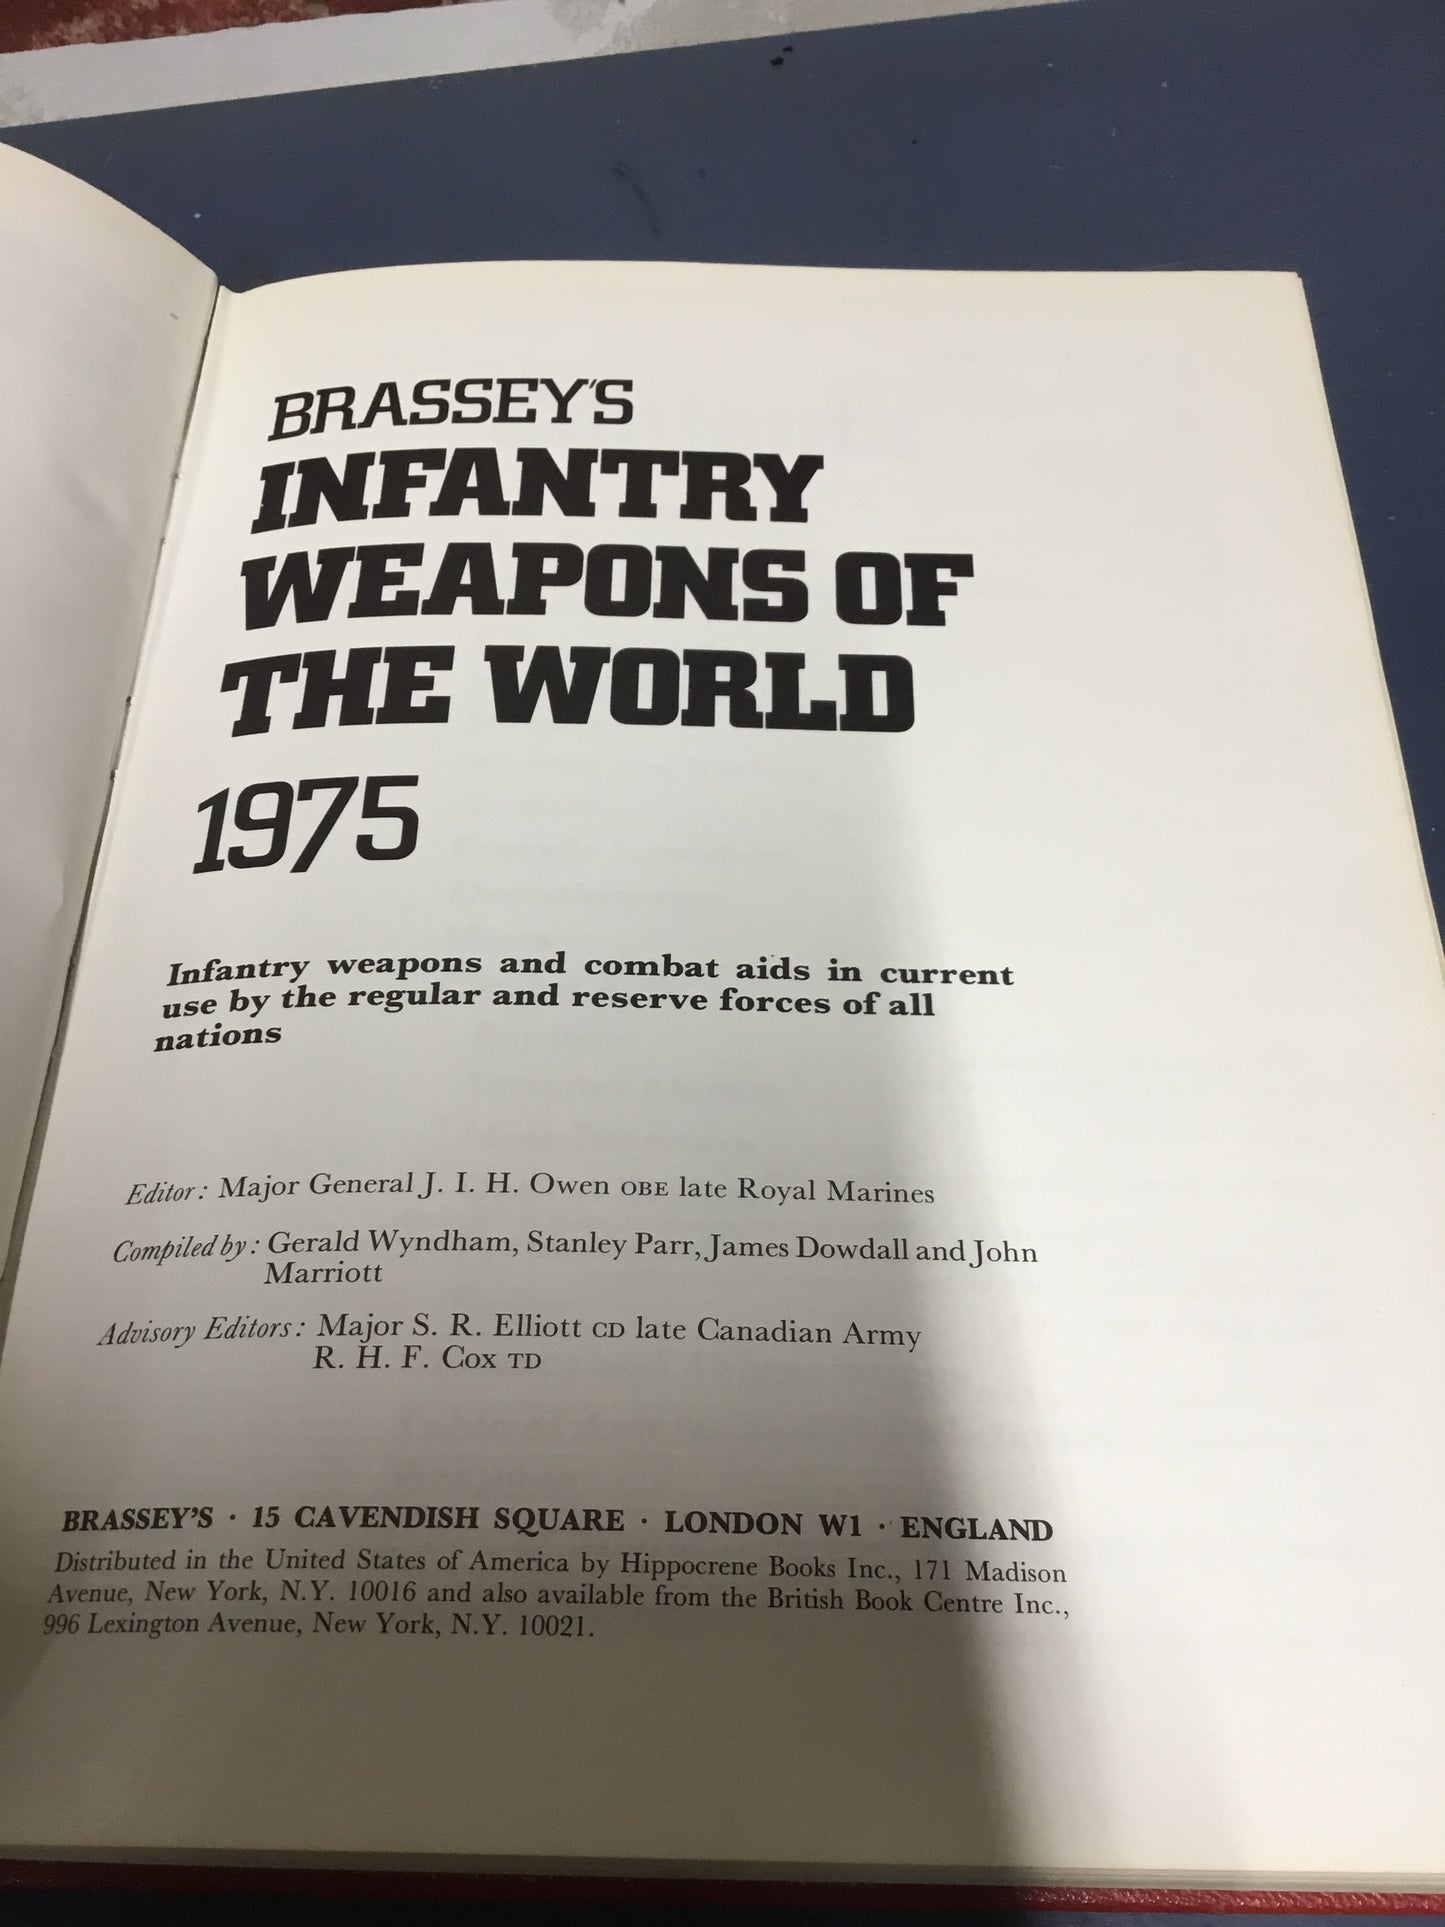 BRASSEY'S
INFANTRY
WEAPONS OF
THE WORLD
1975
Infantry weapons and combat aids in current
use by the regular and reserve forces of all
nations
Editor: Major General J. I. H. Owen OBE late Royal Marines
Compiled by: Gerald Wyndham, Stanley Parr, James Dowdall and John
Marriott
Advisory Editors: Major S. R. Elliott CD late Canadian Army
R. H. F. Cox TD
BRASSEY'S · 15 CAVENDISH SQUARE · LONDON W1 · ENGLAND
Distributed in the United States of America by Hippocrene Books Inc., 171 Madison
Avenue, New York, N.Y. 10016 and also available from the British Book Centre Inc.,
996 Lexington Avenue, New York, N.Y. 10021.